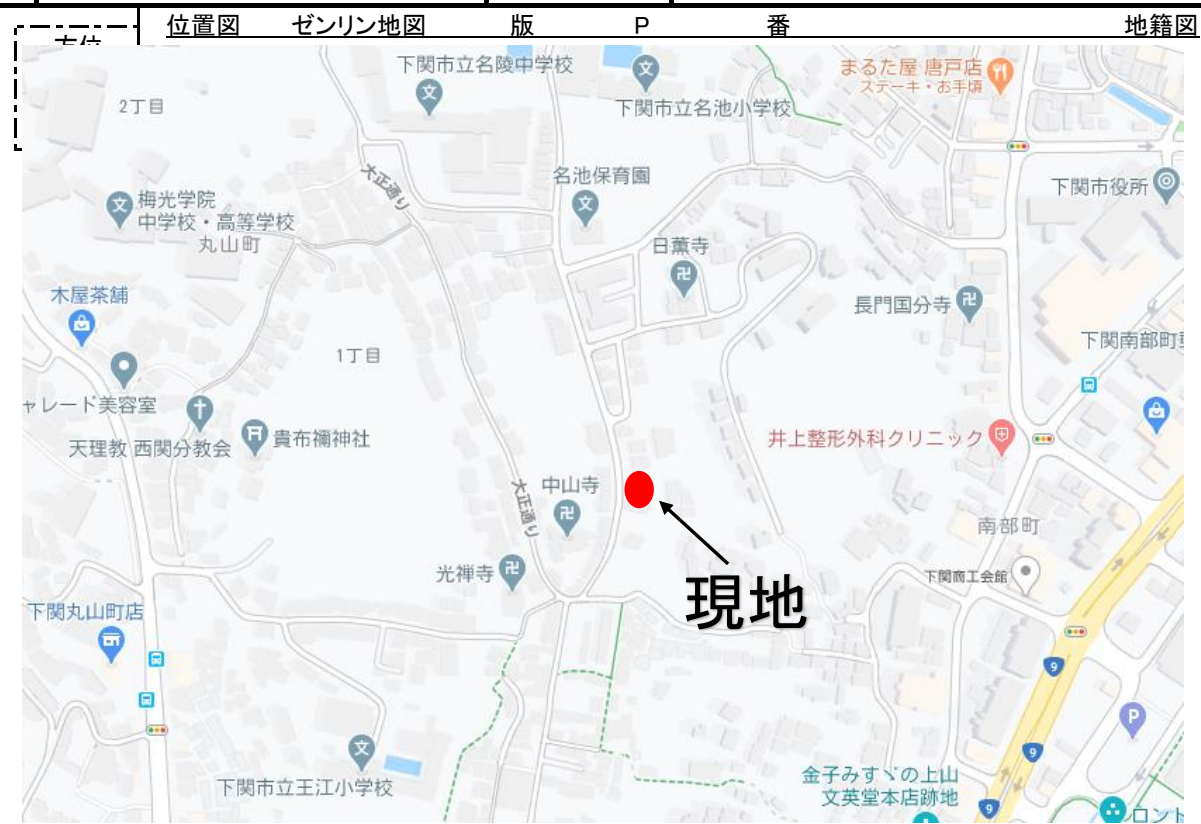 位置図 ゼンリン地図 版 P 番 地籍図
方位
下関市立名陵中学校
まるた屋 唐戸店
ステーキ・お手頃
2丁目
下関市立名池小学校
大正通り
名池保育園
下関市役所
梅光学院
中学校・高等学校
丸山町
日薫寺
木屋茶舗
長門国分寺
1丁目
下関南部町
ャレード美容室
天理教 西関分教会
貴布禰神社
井上整形外科クリニック
大正通り
中山寺
南部町
光禅寺
下関商工会館
現地
下関丸山町店
9
P
9
下関市立王江小学校
金子みすゞの上山
文英堂本店跡地
9
ロント